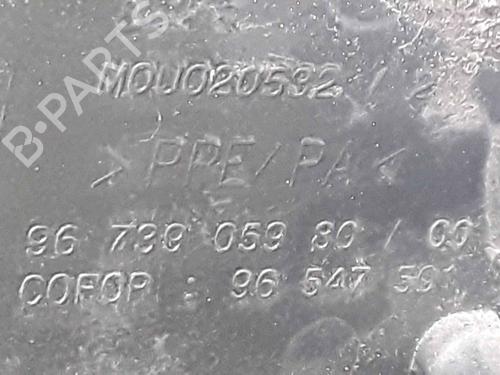 MOU020532 /
B-PARTS
>PPE/PA<
96 739 059 80 / 00
COFOP : 96 547 591